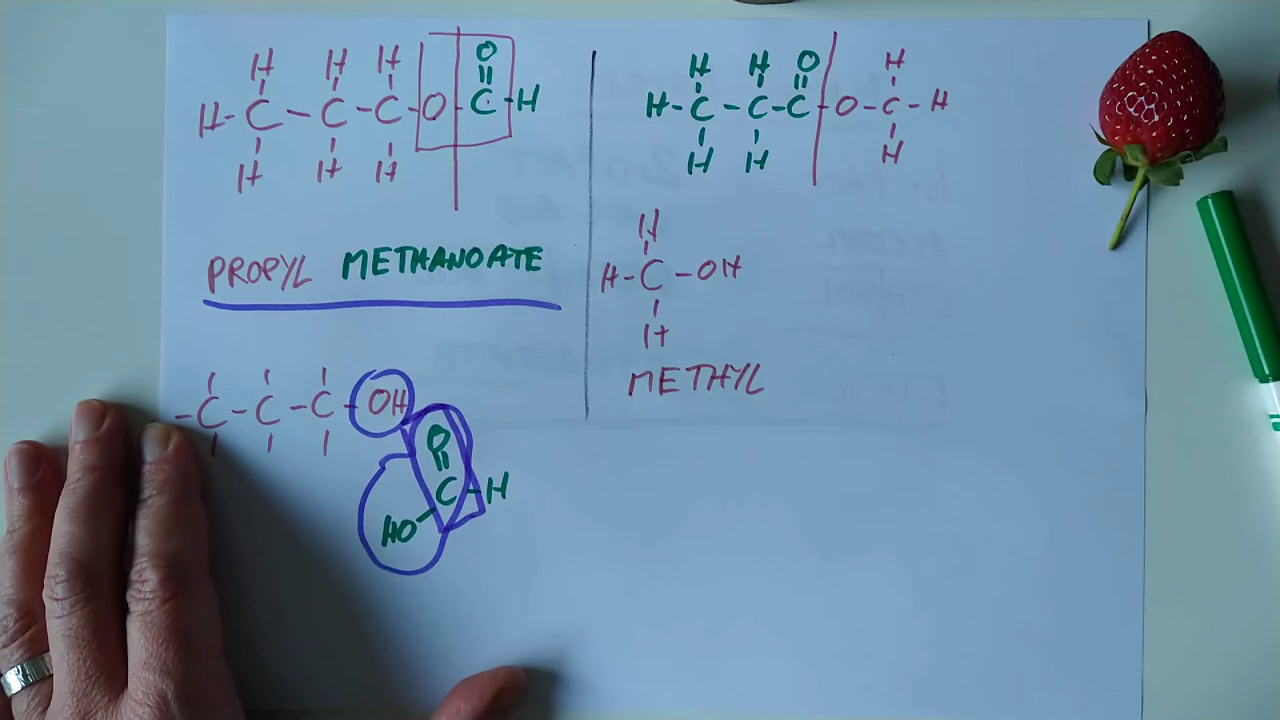 H H H O
H-C-C-C-O-C-H
H H H
PROPYL METHANOATE
-C-C-C-OH
O
C-H
HO
H H O H
H-C-C-C-O-C-H
H H H
H
H-C-OH
H
METHYL